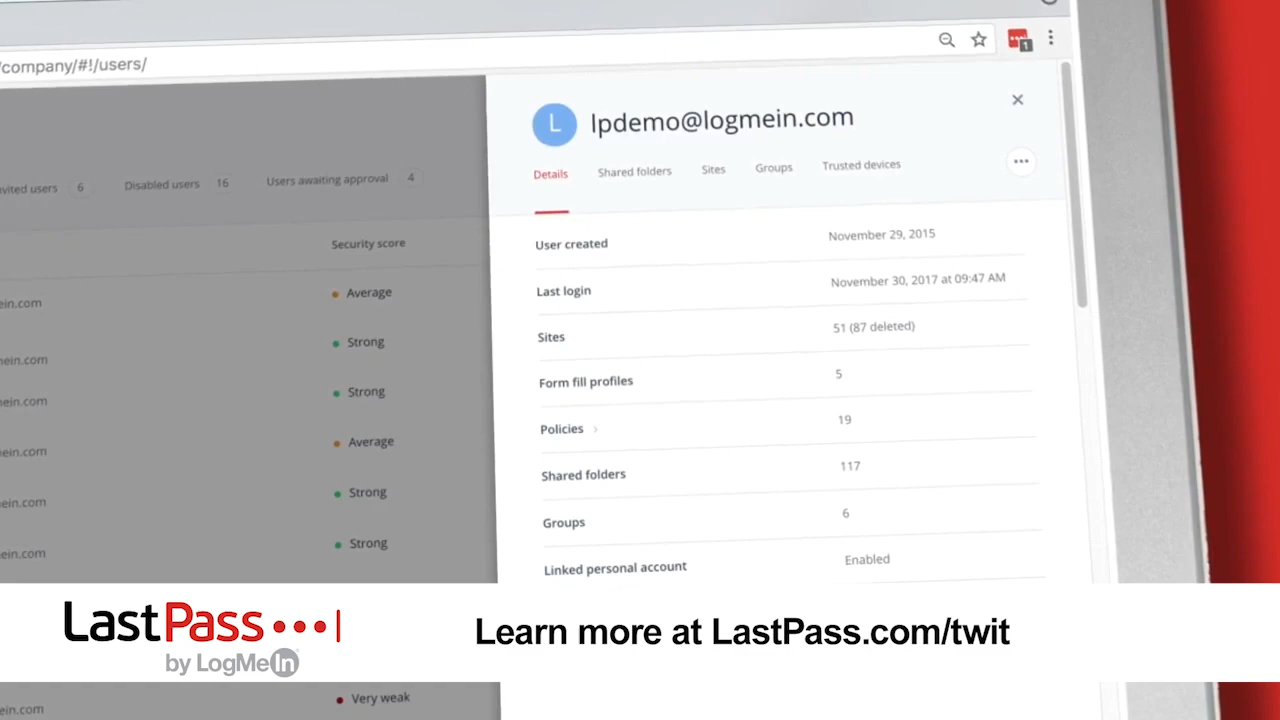 /company/#!/users/
1
L
lpdemo@logmein.com
Details Shared folders Sites Groups Trusted devices
users 6 Disabled users 16 Users awaiting approval 4
Security score
User created November 29, 2015
Last login November 30, 2017 at 09:47 AM
Sites 51 (87 deleted)
Form fill profiles 5
Policies > 19
Shared folders 117
Groups 6
Linked personal account Enabled
ein.com Average
mein.com Strong
mein.com Strong
mein.com Average
ein.com Strong
ein.com Strong
LastPass
by LogMeIn
Learn more at LastPass.com/twit
ein.com Very weak